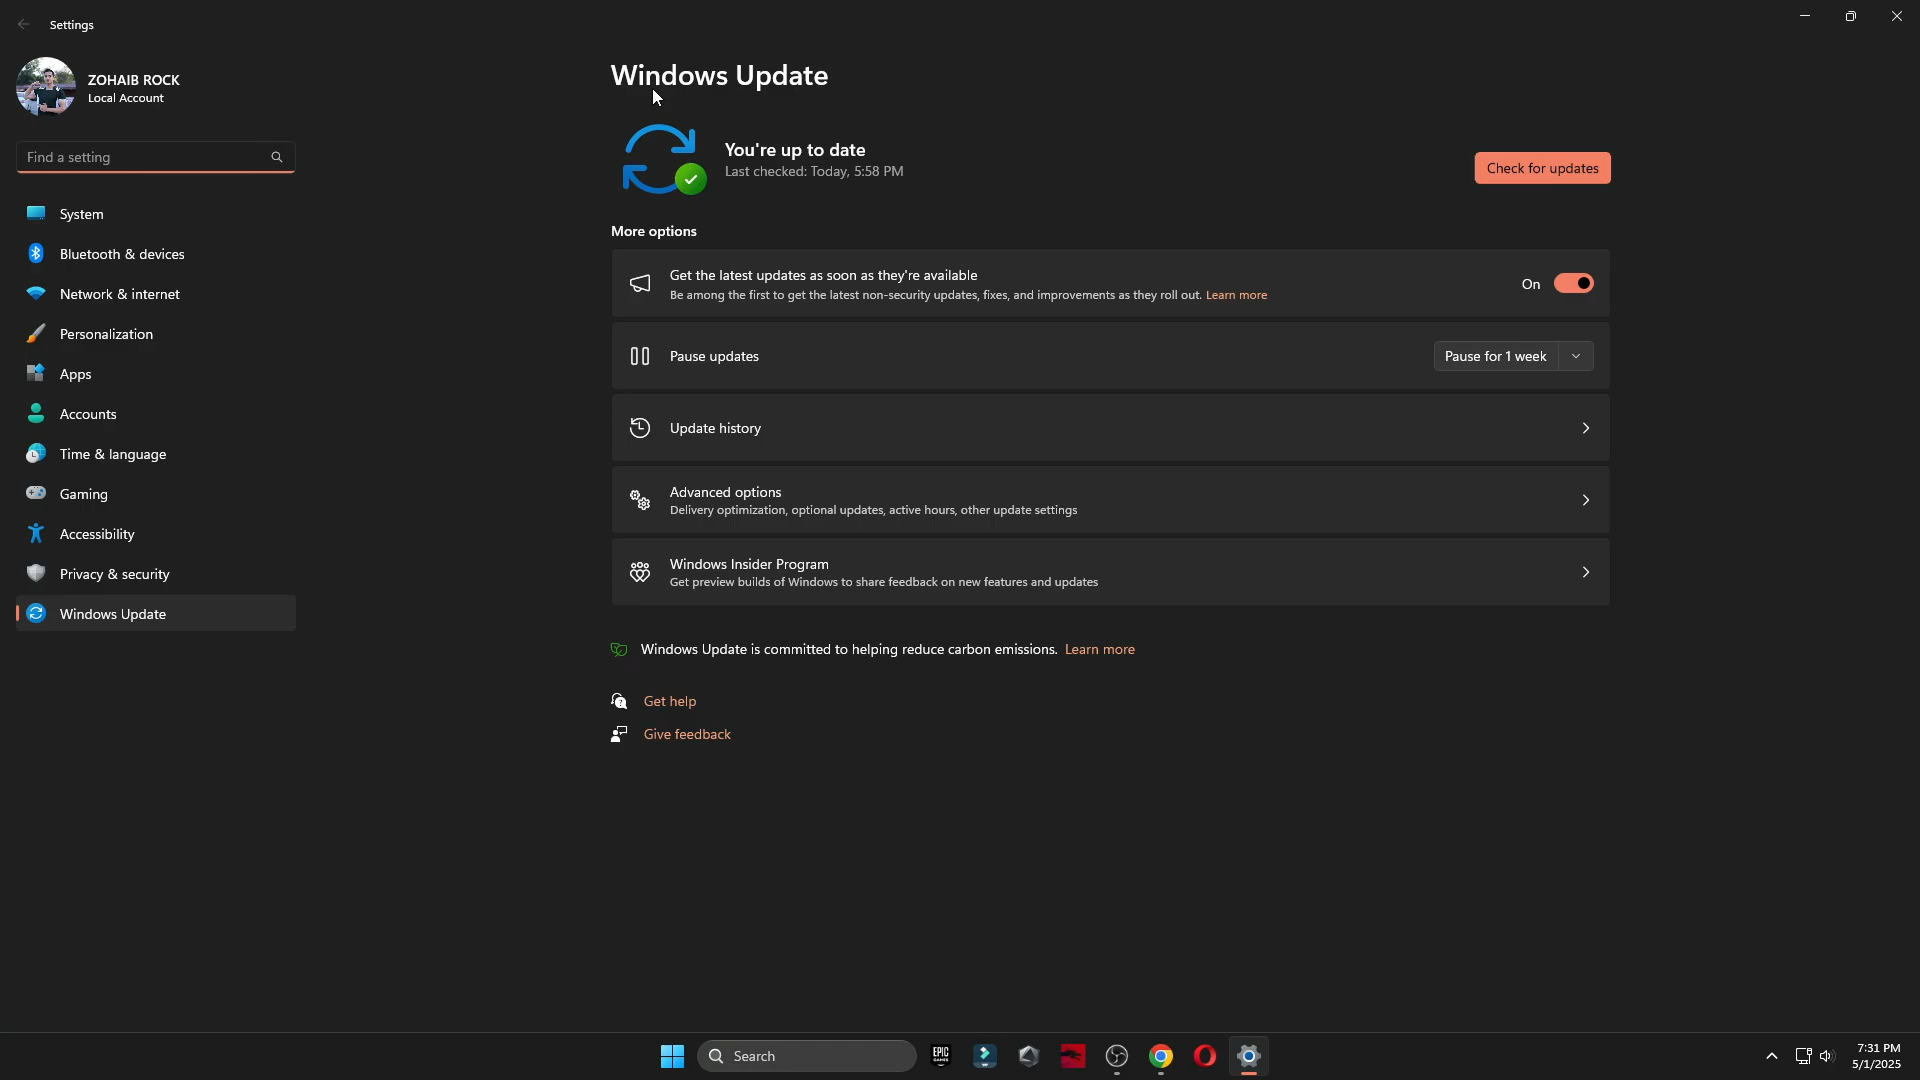 Settings
ZOHAIB ROCK
Local Account
Find a setting
System
Bluetooth & devices
Network & internet
Personalization
Apps
Accounts
Time & language
Gaming
Accessibility
Privacy & security
Windows Update
Windows Update
You're up to date
Last checked: Today, 5:58 PM
Check for updates
More options
Get the latest updates as soon as they're available
Be among the first to get the latest non-security updates, fixes, and improvements as they roll out. Learn more
On
Pause updates
Pause for 1 week
Update history
Advanced options
Delivery optimization, optional updates, active hours, other update settings
Windows Insider Program
Get preview builds of Windows to share feedback on new features and updates
Windows Update is committed to helping reduce carbon emissions. Learn more
Get help
Give feedback
Search
EPIC
GAMES
7:31 PM
5/1/2025